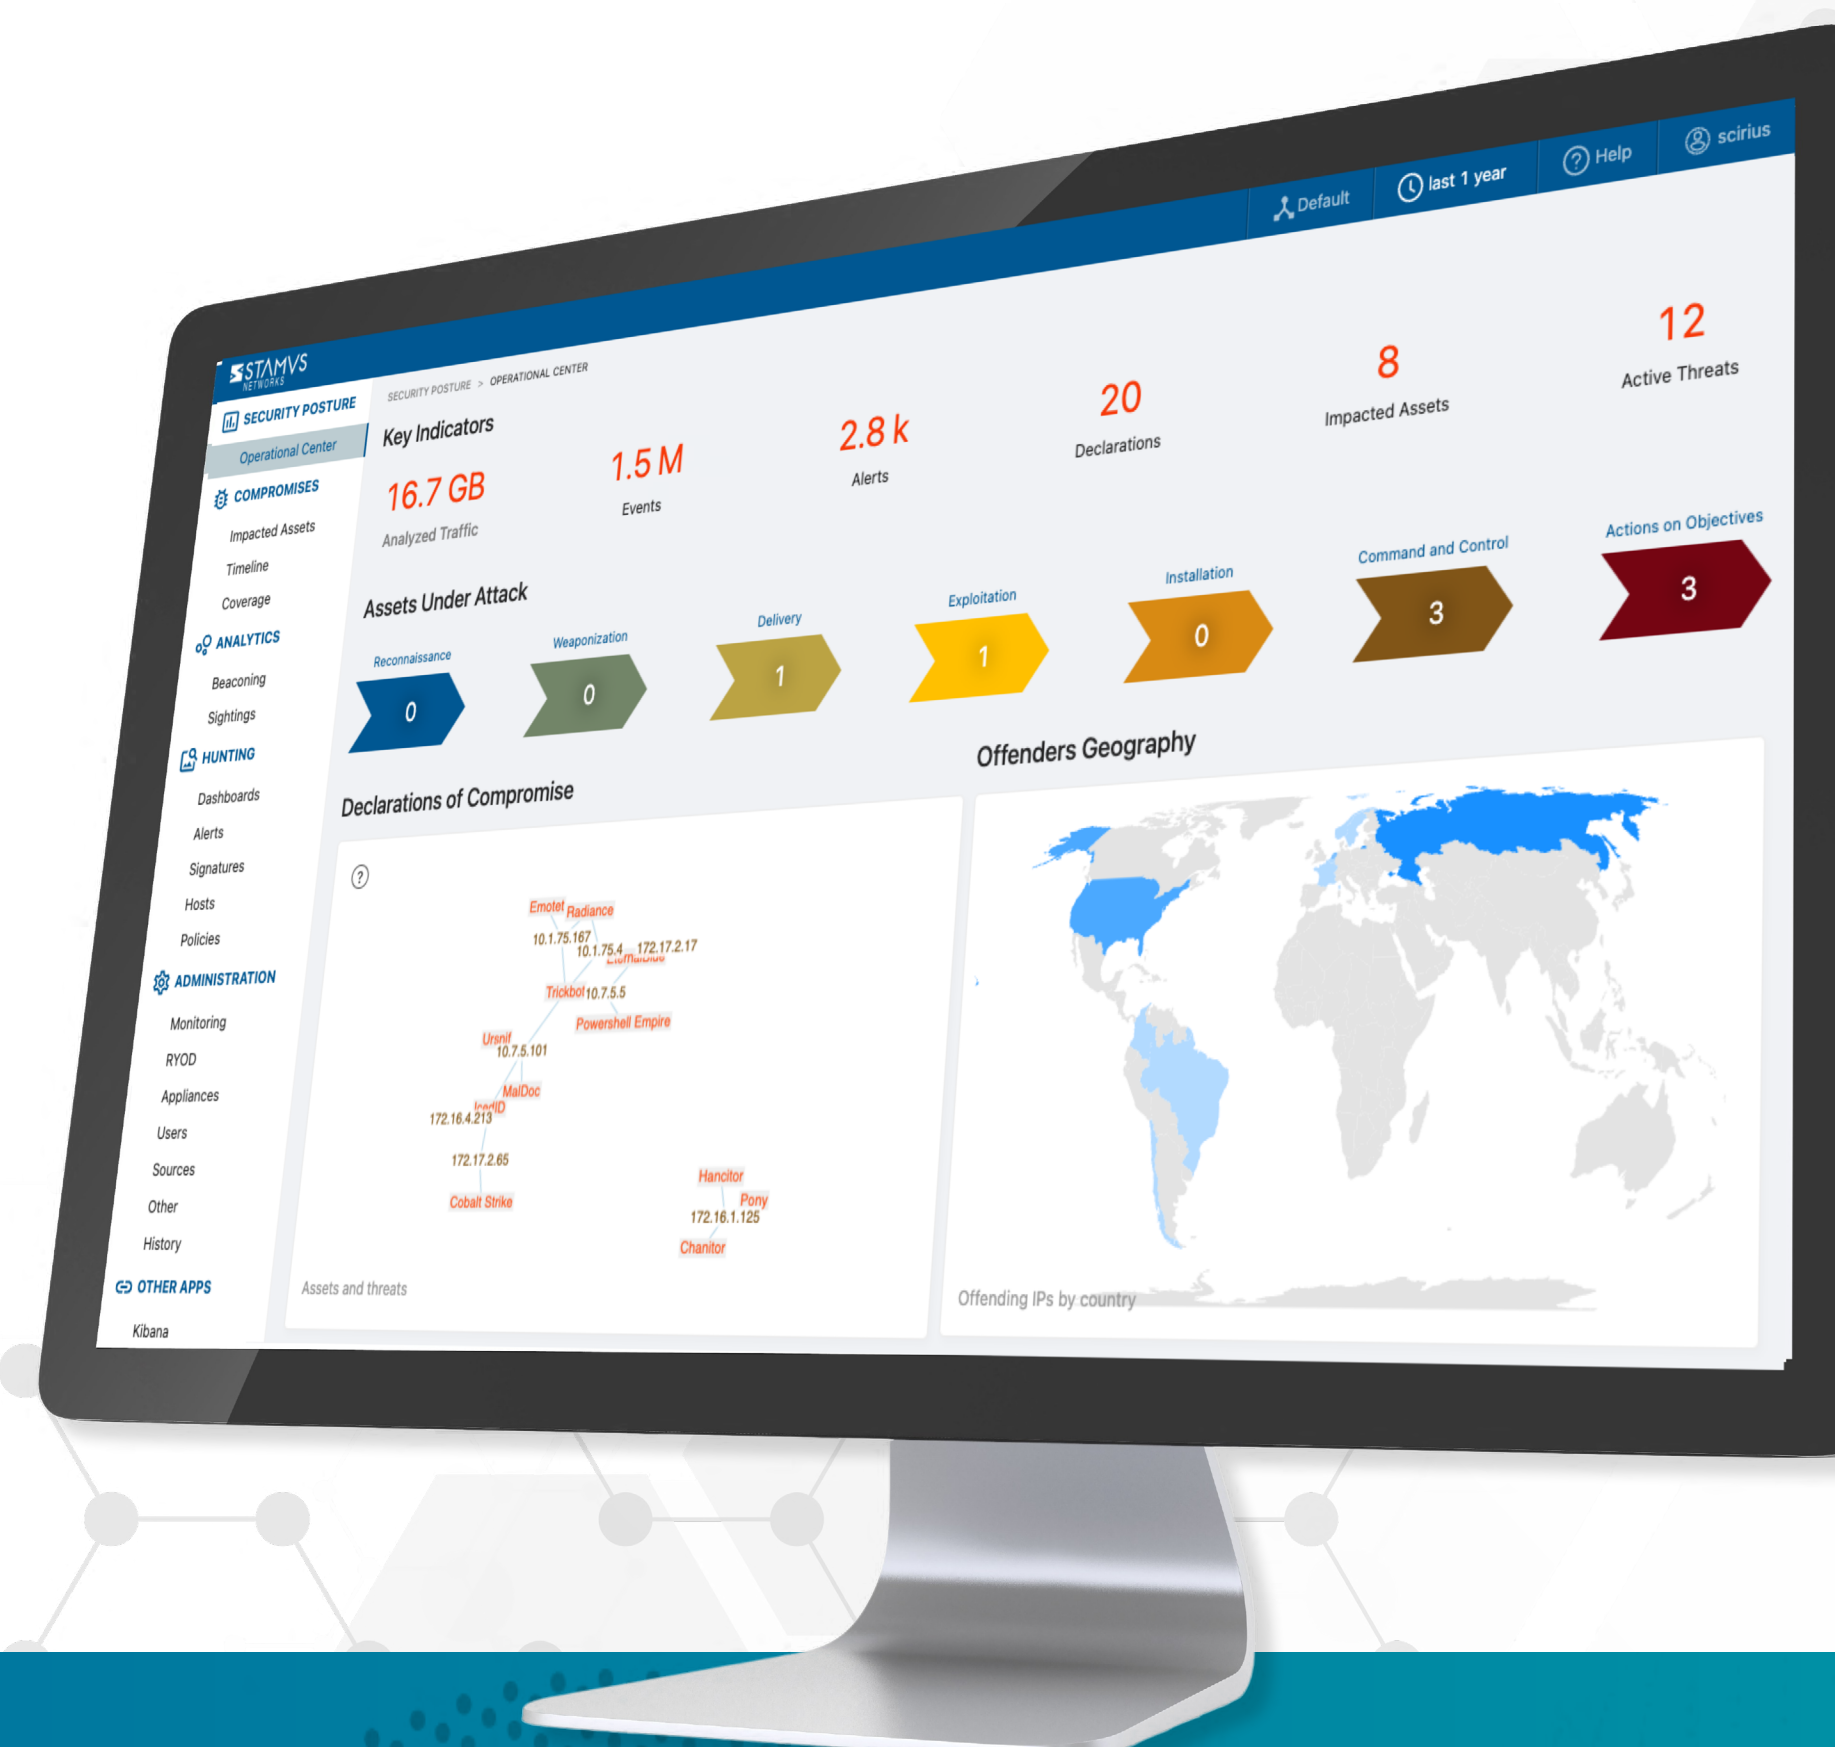 STAMVS
NETWORKS
Default
last 1 year
Help
scirius
SECURITY POSTURE
Operational Center
COMPROMISES
Impacted Assets
Timeline
Coverage
ANALYTICS
Beaconing
Sightings
HUNTING
Dashboards
Alerts
Signatures
Hosts
Policies
ADMINISTRATION
Monitoring
RYOD
Appliances
Users
Sources
Other
History
OTHER APPS
Kibana
SECURITY POSTURE > OPERATIONAL CENTER
Key Indicators
16.7 GB
Analyzed Traffic
1.5 M
Events
2.8 k
Alerts
20
Declarations
8
Impacted Assets
12
Active Threats
Assets Under Attack
Reconnaissance
0
Weaponization
0
Delivery
1
Exploitation
1
Installation
0
Command and Control
3
Actions on Objectives
3
Declarations of Compromise
?
Emotet
Radiance
10.1.75.167
10.1.75.4
172.17.2.17
Trickbot
10.7.5.5
Powershell Empire
Ursnif
10.7.5.101
MalDoc
IcedID
172.16.4.213
172.17.2.65
Cobalt Strike
Hancitor
Pony
172.16.1.125
Chanitor
Assets and threats
Offenders Geography
Offending IPs by country